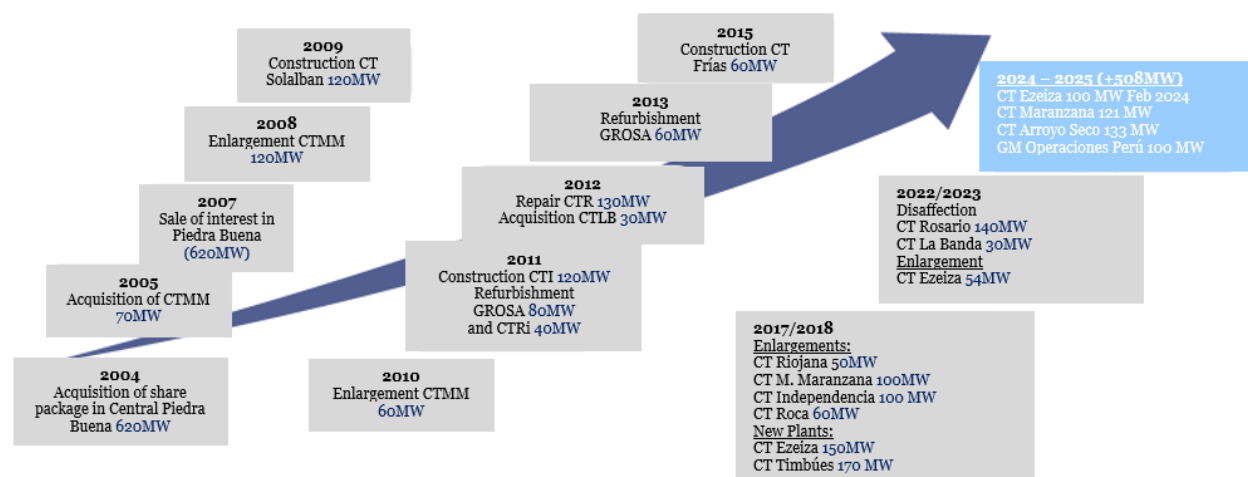 2004
Acquisition of share
package in Central Piedra
Buena 620MW
2005
Acquisition of CTMM
70MW
2007
Sale of interest in
Piedra Buena
(620MW)
2008
Enlargement CTMM
120MW
2009
Construction CT
Solalban 120MW
2010
Enlargement CTMM
60MW
2011
Construction CTI 120MW
Refurbishment
GROSA 80MW
and CTRi 40MW
2012
Repair CTR 130MW
Acquisition CTLB 30MW
2013
Refurbishment
GROSA 60MW
2015
Construction CT
Frías 60MW
2017/2018
Enlargements:
CT Riojana 50MW
CT M. Maranzana 100MW
CT Independencia 100 MW
CT Roca 60MW
New Plants:
CT Ezeiza 150MW
CT Timbúes 170 MW
2022/2023
Disaffection
CT Rosario 140MW
CT La Banda 30MW
Enlargement
CT Ezeiza 54MW
2024 – 2025 (+508MW)
CT Ezeiza 100 MW Feb 2024
CT Maranzana 121 MW
CT Arroyo Seco 133 MW
GM Operaciones Perú 100 MW